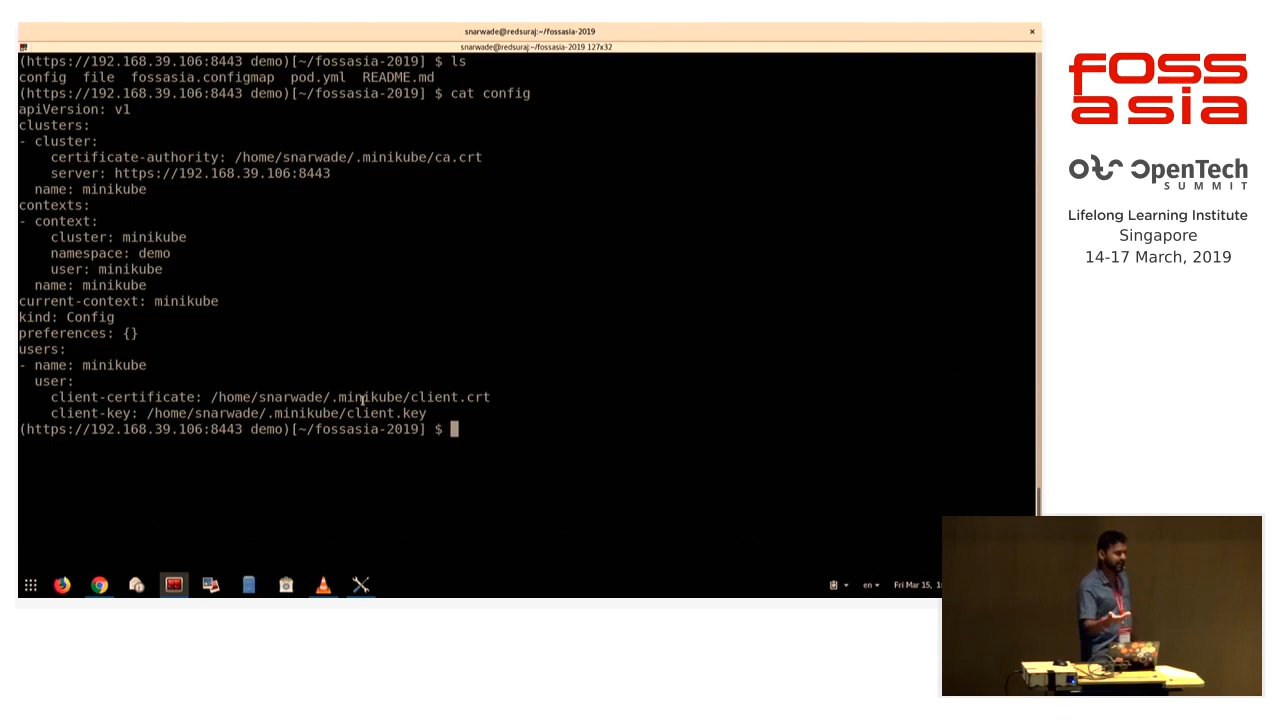 snarwade@redsuraj:~/fossasia-2019
snarwade@redsuraj:~/fossasia-2019 127x32
(https://192.168.39.106:8443 demo)[~/fossasia-2019] $ ls
config  file  fossasia.configmap  pod.yml  README.md
(https://192.168.39.106:8443 demo)[~/fossasia-2019] $ cat config
apiVersion: v1
clusters:
- cluster:
    certificate-authority: /home/snarwade/.minikube/ca.crt
    server: https://192.168.39.106:8443
  name: minikube
contexts:
- context:
    cluster: minikube
    namespace: demo
    user: minikube
  name: minikube
current-context: minikube
kind: Config
preferences: {}
users:
- name: minikube
  user:
    client-certificate: /home/snarwade/.minikube/client.crt
    client-key: /home/snarwade/.minikube/client.key
(https://192.168.39.106:8443 demo)[~/fossasia-2019] $
en
Fri Mar 15,
FOSS
asia
OpenTech
SUMMIT
Lifelong Learning Institute
Singapore
14-17 March, 2019